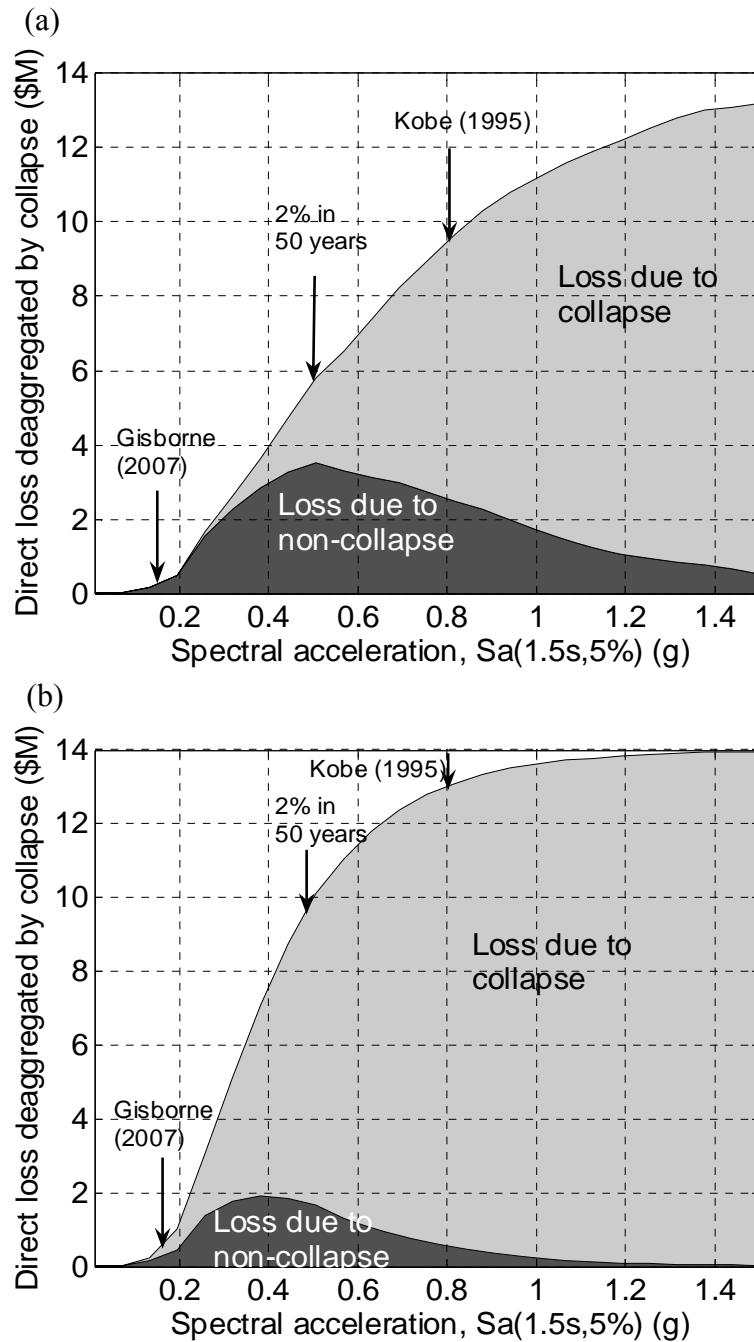 (a)
Direct loss deaggregated by collapse ($M)
14
12
10
8
6
4
2
0
Kobe (1995)
2% in
50 years
Gisborne
(2007)
Loss due to
collapse
Loss due to
non-collapse
0.2 0.4 0.6 0.8 1 1.2 1.4
Spectral acceleration, Sa(1.5s,5%) (g)
(b)
Direct loss deaggregated by collapse ($M)
14
12
10
8
6
4
2
0
Kobe (1995)
2% in
50 years
Gisborne
(2007)
Loss due to
collapse
Loss due to
non-collapse
0.2 0.4 0.6 0.8 1 1.2 1.4
Spectral acceleration, Sa(1.5s,5%) (g)